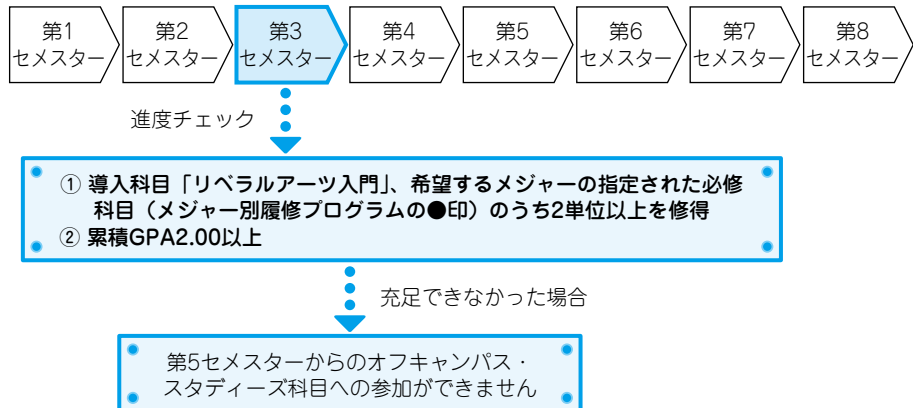 第1
セメスター
第2
セメスター
第3
セメスター
第4
セメスター
第5
セメスター
第6
セメスター
第7
セメスター
第8
セメスター
進度チェック
① 導入科目「リベラルアーツ入門」、希望するメジャーの指定された必修
科目（メジャー別履修プログラムの●印）のうち2単位以上を修得
② 累積GPA2.00以上
充足できなかった場合
第5セメスターからのオフキャンパス・
スタディーズ科目への参加ができません